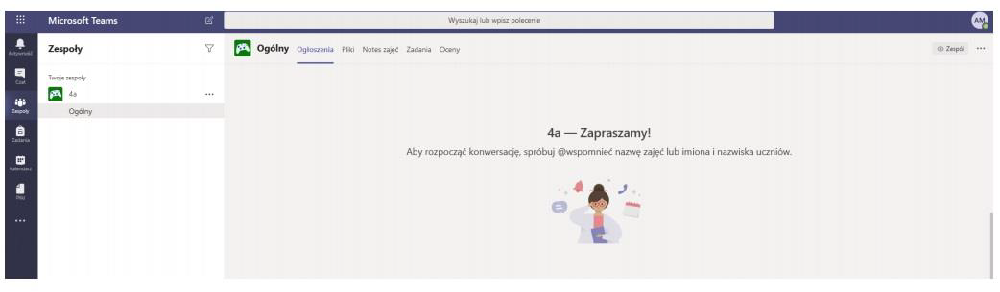 Microsoft Teams
Wyszukaj lub wpisz polecenie
AM
Aktywność
Czat
Zespoły
Zadania
Kalendarz
Pliki
Zespoły
Twoje zespoły
4a
Ogólny
Ogólny Ogłoszenia Pliki Notes zajęć Zadania Oceny
Zespół
4a — Zapraszamy!
Aby rozpocząć konwersację, spróbuj @wspomnieć nazwę zajęć lub imiona i nazwiska uczniów.